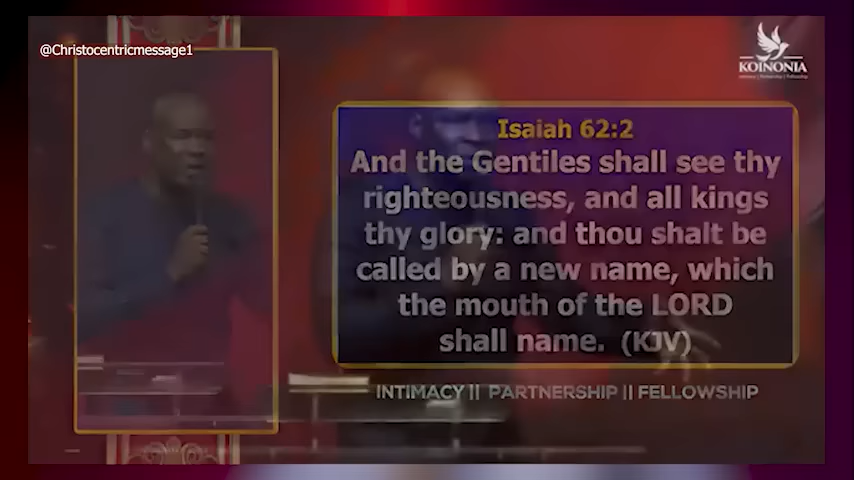 @Christocentricmessage1
KOINONIA
Isaiah 62:2
And the Gentiles shall see thy
righteousness, and all kings
thy glory: and thou shalt be
called by a new name, which
the mouth of the LORD
shall name. (KJV)
INTIMACY || PARTNERSHIP || FELLOWSHIP